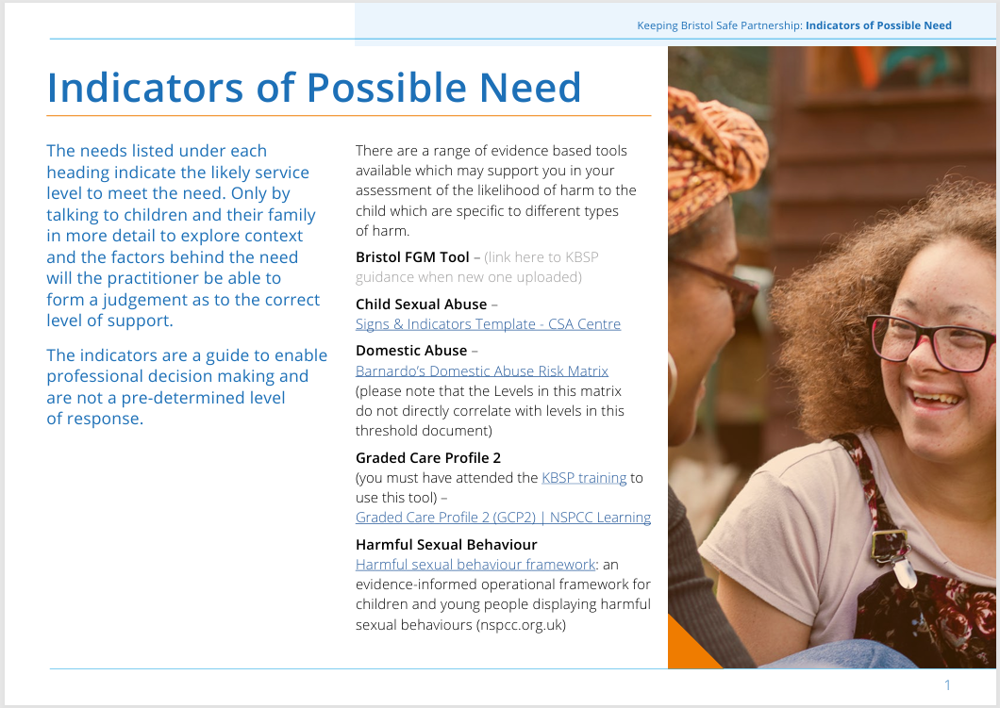 Keeping Bristol Safe Partnership: Indicators of Possible Need
Indicators of Possible Need
The needs listed under each
heading indicate the likely service
level to meet the need. Only by
talking to children and their family
in more detail to explore context
and the factors behind the need
will the practitioner be able to
form a judgement as to the correct
level of support.
The indicators are a guide to enable
professional decision making and
are not a pre-determined level
of response.
There are a range of evidence based tools
available which may support you in your
assessment of the likelihood of harm to the
child which are specific to different types
of harm.
Bristol FGM Tool – (link here to KBSP
guidance when new one uploaded)
Child Sexual Abuse –
Signs & Indicators Template - CSA Centre
Domestic Abuse –
Barnardo’s Domestic Abuse Risk Matrix
(please note that the Levels in this matrix
do not directly correlate with levels in this
threshold document)
Graded Care Profile 2
(you must have attended the KBSP training to
use this tool) –
Graded Care Profile 2 (GCP2) | NSPCC Learning
Harmful Sexual Behaviour
Harmful sexual behaviour framework: an
evidence-informed operational framework for
children and young people displaying harmful
sexual behaviours (nspcc.org.uk)
1